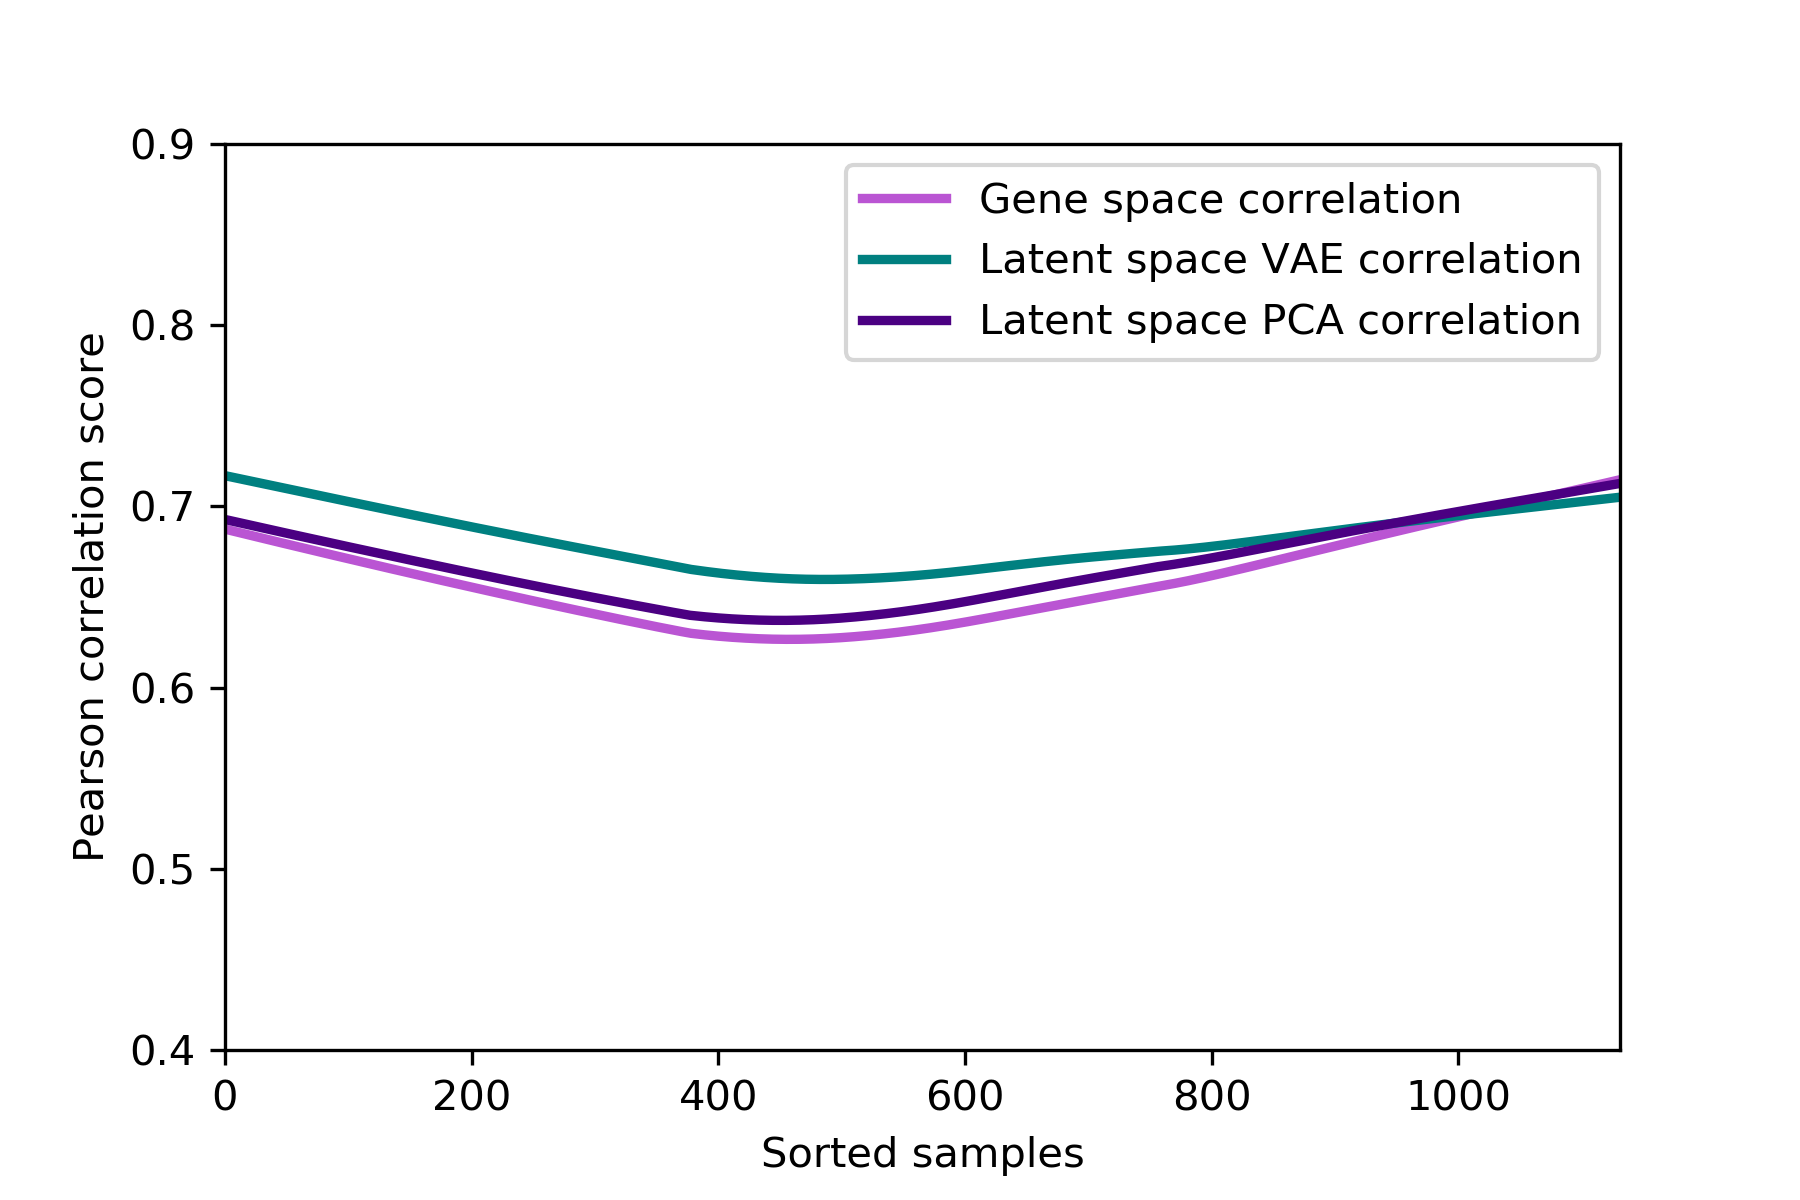 0.9
0.8
0.7
0.6
0.5
0.4
Pearson correlation score
Gene space correlation
Latent space VAE correlation
Latent space PCA correlation
0 200 400 600 800 1000
Sorted samples